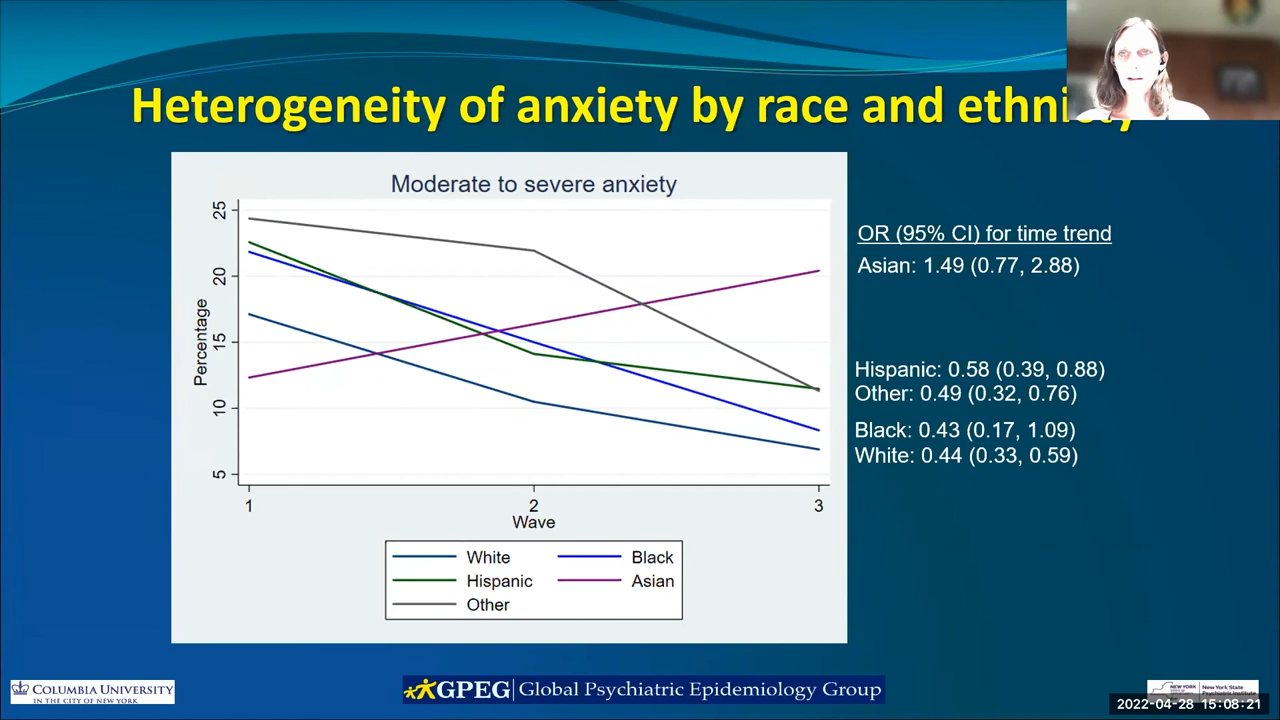 Heterogeneity of anxiety by race and ethnicity
Moderate to severe anxiety
25
20
15
10
5
Percentage
1
2
3
Wave
White
Black
Hispanic
Asian
Other
OR (95% CI) for time trend
Asian: 1.49 (0.77, 2.88)
Hispanic: 0.58 (0.39, 0.88)
Other: 0.49 (0.32, 0.76)
Black: 0.43 (0.17, 1.09)
White: 0.44 (0.33, 0.59)
COLUMBIA UNIVERSITY
IN THE CITY OF NEW YORK
GPEG Global Psychiatric Epidemiology Group
New York State
Psychiatric Institute
2022-04-28 15:08:21